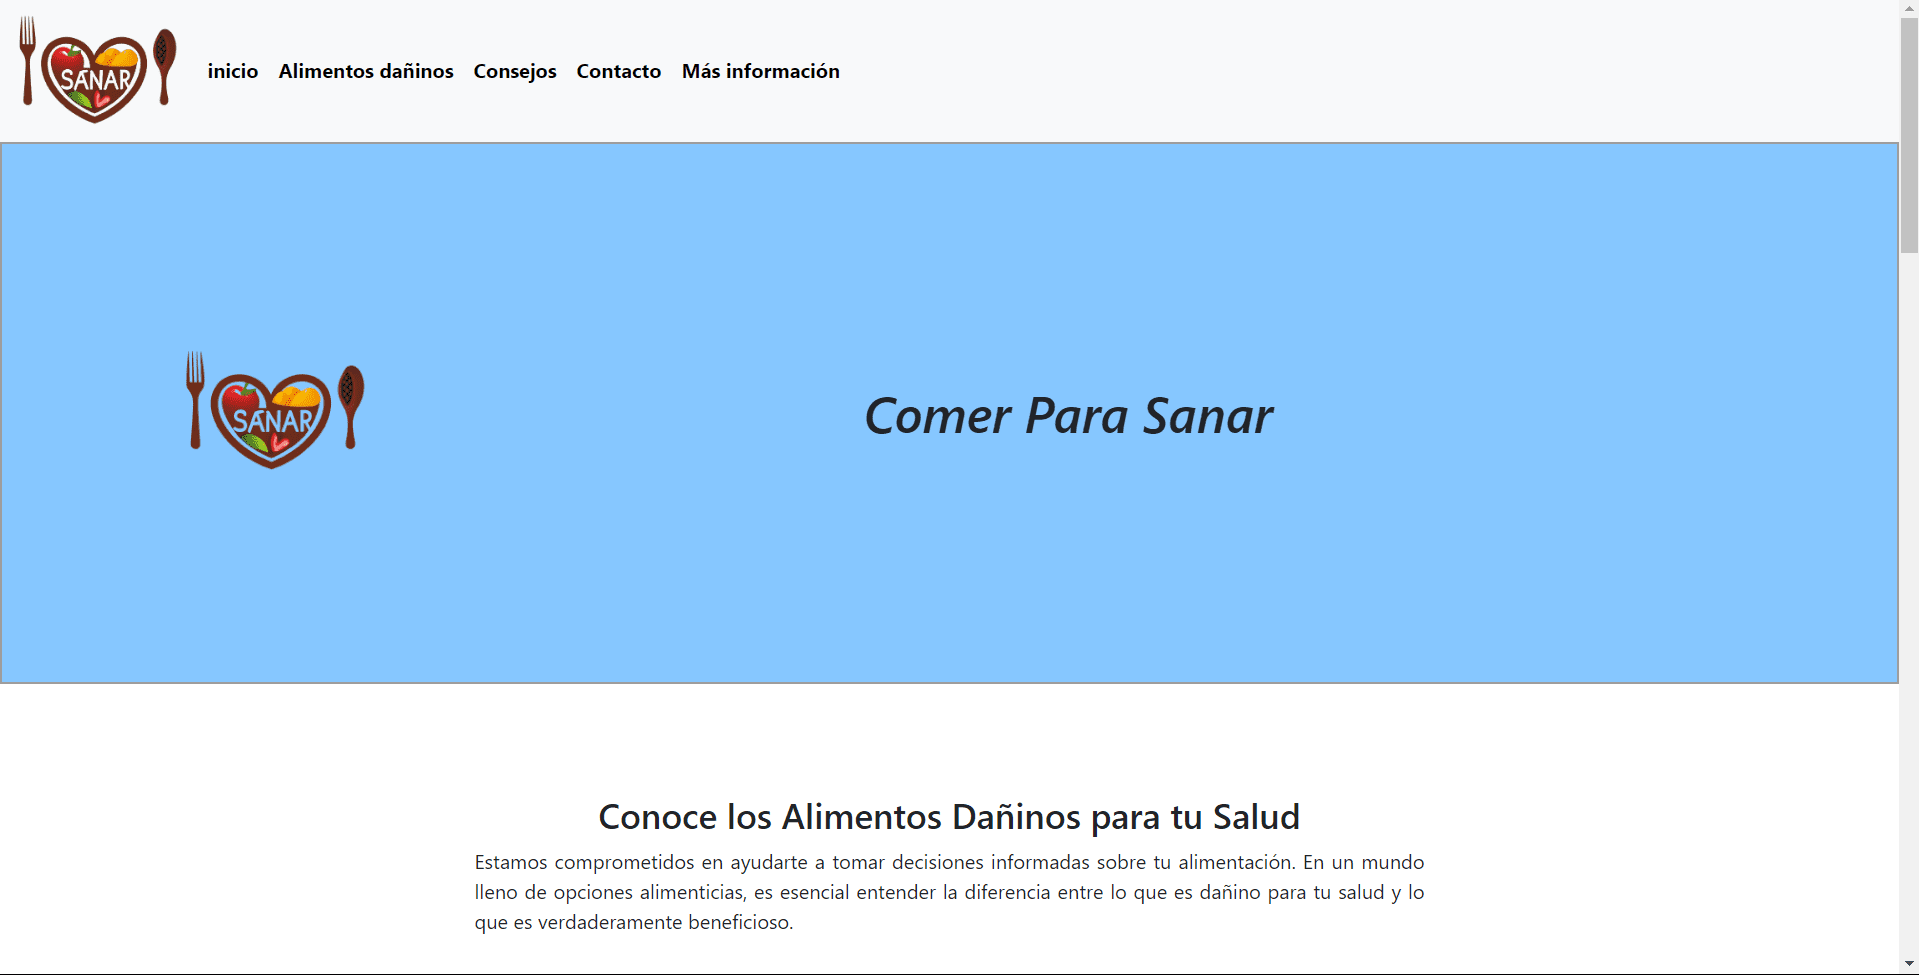 SANAR
inicio Alimentos dañinos Consejos Contacto Más información
SANAR
Comer Para Sanar
Conoce los Alimentos Dañinos para tu Salud
Estamos comprometidos en ayudarte a tomar decisiones informadas sobre tu alimentación. En un mundo
lleno de opciones alimenticias, es esencial entender la diferencia entre lo que es dañino para tu salud y lo
que es verdaderamente beneficioso.